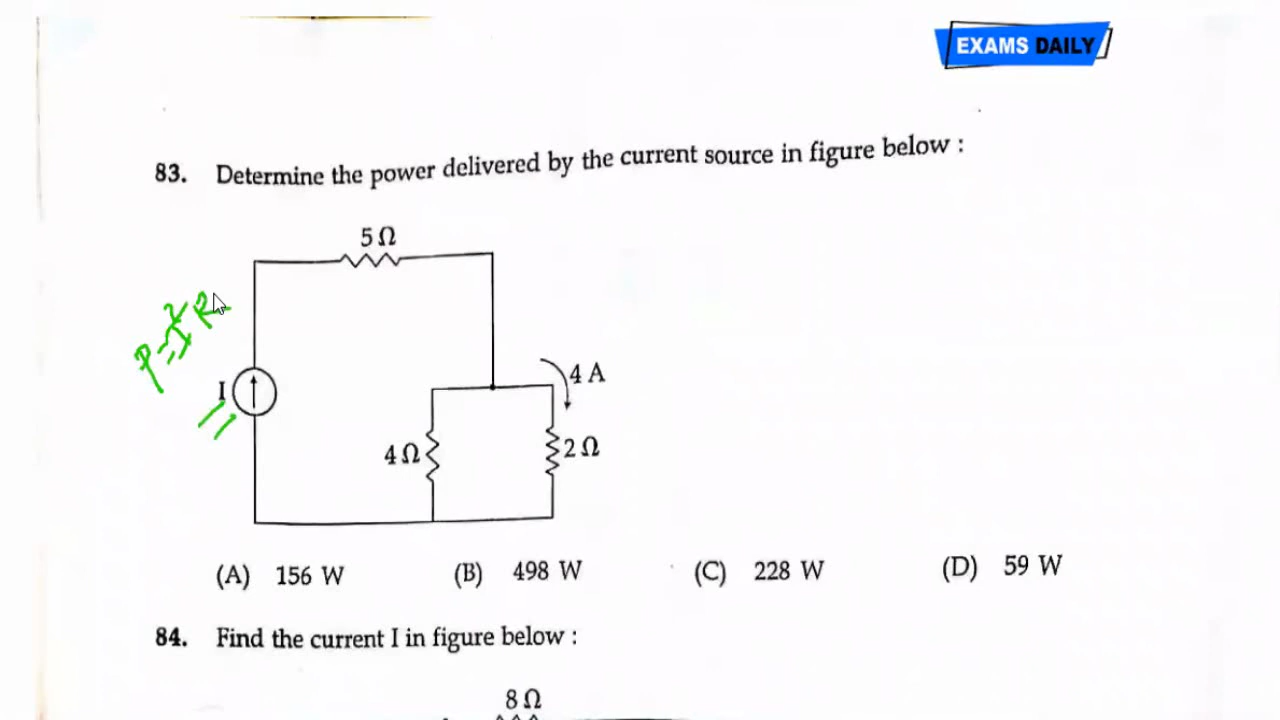 EXAMS DAILY
83. Determine the power delivered by the current source in figure below :
5 Ω
P=I²R
I
4 A
4 Ω
2 Ω
(A) 156 W (B) 498 W (C) 228 W (D) 59 W
84. Find the current I in figure below :
8 Ω